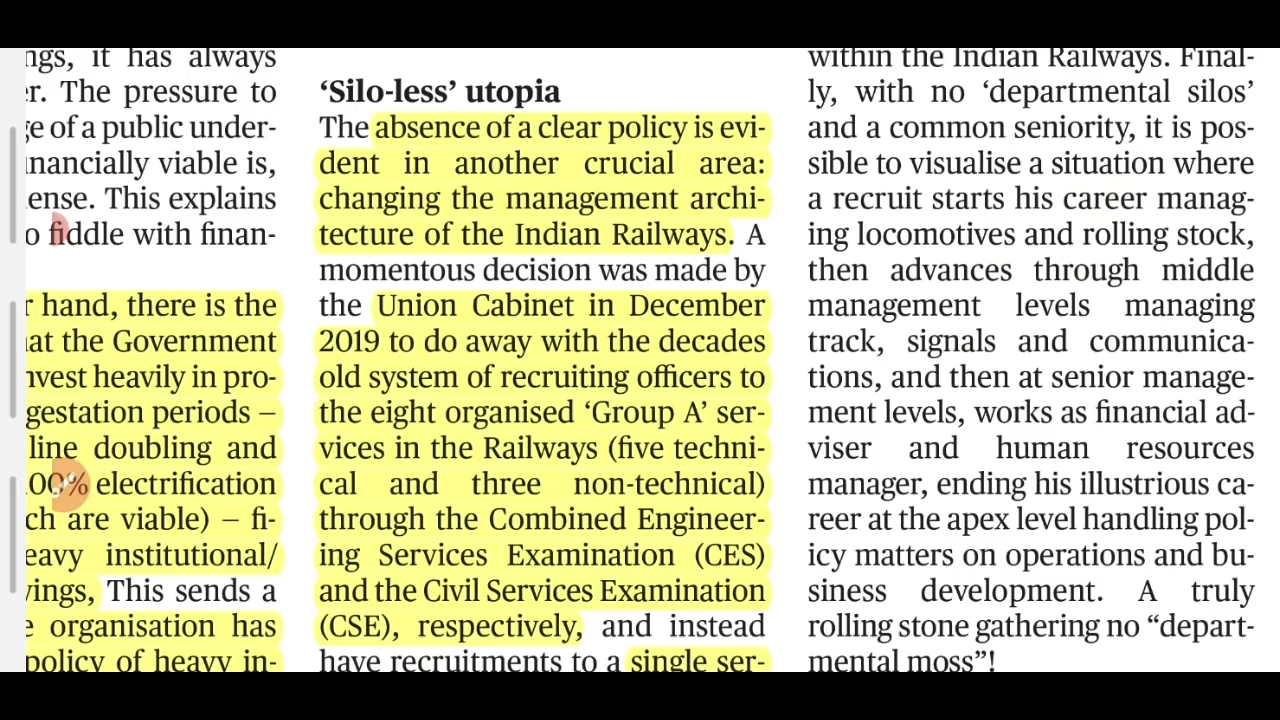 ngs, it has always
er. The pressure to
ge of a public under-
inancially viable is,
ense. This explains
o fiddle with finan-
r hand, there is the
at the Government
nvest heavily in pro-
gestation periods –
line doubling and
100% electrification
ch are viable) – fi-
eavy institutional/
vings, This sends a
e organisation has
policy of heavy in-
‘Silo-less’ utopia
The absence of a clear policy is evi-
dent in another crucial area:
changing the management archi-
tecture of the Indian Railways. A
momentous decision was made by
the Union Cabinet in December
2019 to do away with the decades
old system of recruiting officers to
the eight organised ‘Group A’ ser-
vices in the Railways (five techni-
cal and three non-technical)
through the Combined Engineer-
ing Services Examination (CES)
and the Civil Services Examination
(CSE), respectively, and instead
have recruitments to a single ser-
within the Indian Railways. Final-
ly, with no ‘departmental silos’
and a common seniority, it is pos-
sible to visualise a situation where
a recruit starts his career manag-
ing locomotives and rolling stock,
then advances through middle
management levels managing
track, signals and communica-
tions, and then at senior manage-
ment levels, works as financial ad-
viser and human resources
manager, ending his illustrious ca-
reer at the apex level handling pol-
icy matters on operations and bu-
siness development. A truly
rolling stone gathering no “depart-
mental moss”!